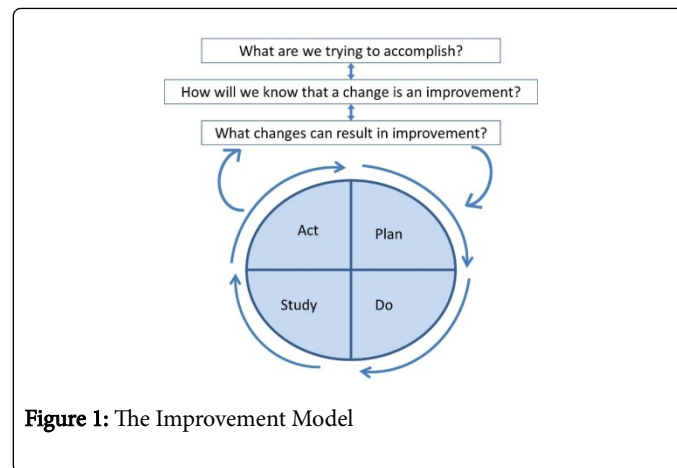 What are we trying to accomplish?
How will we know that a change is an improvement?
What changes can result in improvement?
Act
Plan
Study
Do
Figure 1: The Improvement Model